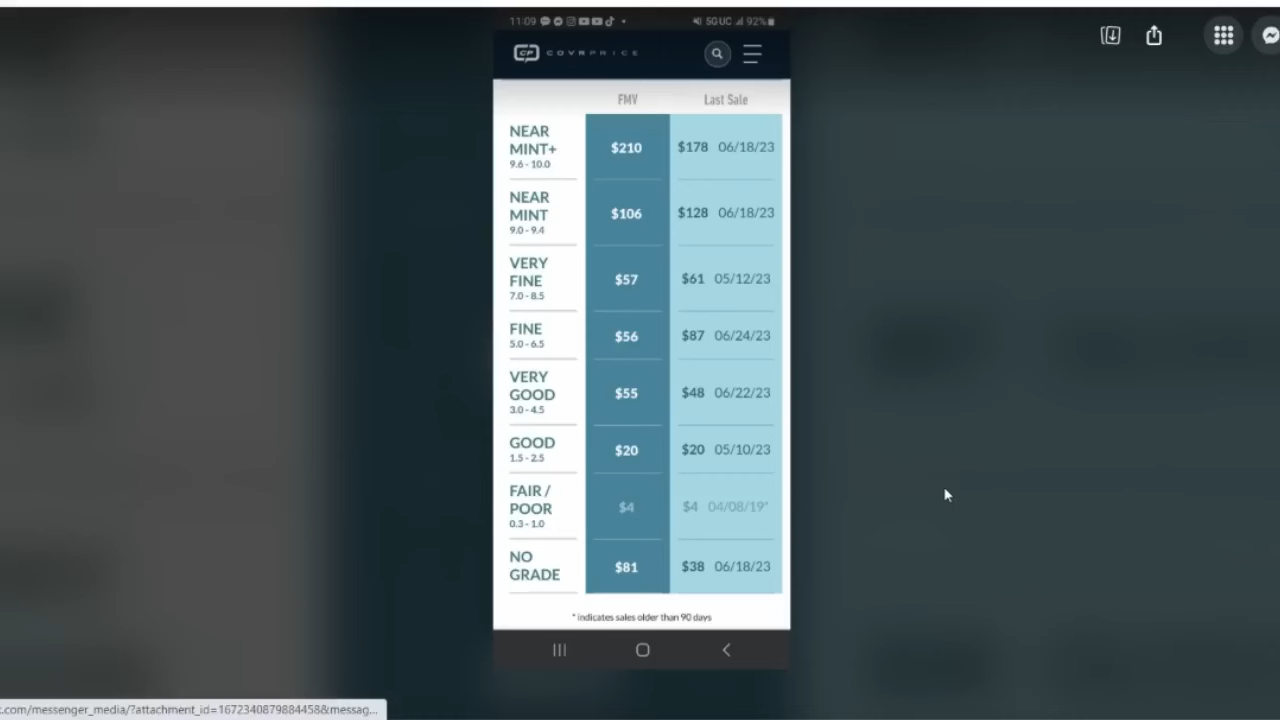 11:09 5G UC 92%
CP COVRPRICE
FMV Last Sale
NEAR
MINT+
9.6 - 10.0
$210 $178 06/18/23
NEAR
MINT
9.0 - 9.4
$106 $128 06/18/23
VERY
FINE
7.0 - 8.5
$57 $61 05/12/23
FINE
5.0 - 6.5
$56 $87 06/24/23
VERY
GOOD
3.0 - 4.5
$55 $48 06/22/23
GOOD
1.5 - 2.5
$20 $20 05/10/23
FAIR /
POOR
0.3 - 1.0
$4 $4 04/08/19*
NO
GRADE
$81 $38 06/18/23
* indicates sales older than 90 days
.com/messenger_media/?attachment_id=1672340879884458&messag...